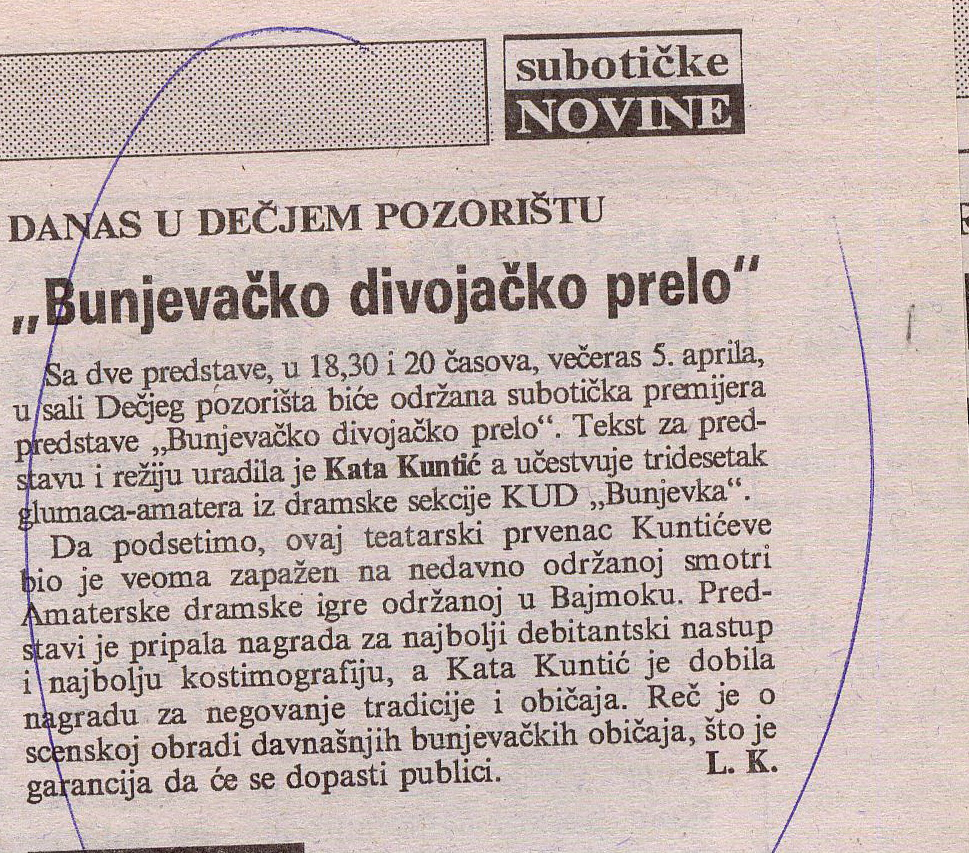 subotičke
NOVINE
DANAS U DEČJEM POZORIŠTU
„Bunjevačko divojačko prelo“
Sa dve predstave, u 18,30 i 20 časova, večeras 5. aprila,
u sali Dečjeg pozorišta biće održana subotička premijera
predstave „Bunjevačko divojačko prelo“. Tekst za pred-
stavu i režiju uradila je Kata Kuntić a učestvuje tridesetak
glumaca-amatera iz dramske sekcije KUD „Bunjevka“.
Da podsetimo, ovaj teatarski prvenac Kuntićeve
bio je veoma zapažen na nedavno održanoj smotri
Amaterske dramske igre održanoj u Bajmoku. Pred-
stavi je pripala nagrada za najbolji debitantski nastup
i najbolju kostimografiju, a Kata Kuntić je dobila
nagradu za negovanje tradicije i običaja. Reč je o
scenskoj obradi davnašnjih bunjevačkih običaja, što je
garancija da će se dopasti publici. L. K.